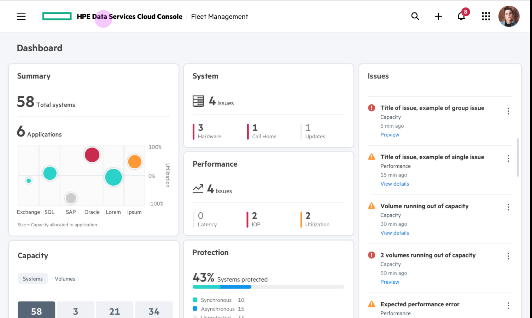 HPE Data Services Cloud Console Fleet Management
8
Dashboard
Summary
58 Total systems
6 Applications
100%
0%
-100%
Utilization
Exchange SQL SAP Oracle Lorem Ipsum
Size = Capacity allocated to application
Capacity
Systems Volumes
58 3 21 34
System
4 Issues
3 1 1
Hardware Call Home Updates
Performance
4 Issues
0 2 2
Latency IOP Utilization
Protection
43% Systems protected
Synchronous 10
Asynchronous 15
Issues
Title of issue, example of group issue
Capacity
5 min ago
Preview
Title of issue, example of single issue
Performance
15 min ago
View details
Volume running out of capacity
Capacity
30 min ago
View details
2 volumes running out of capacity
Capacity
50 min ago
Preview
Expected performance error
Performance